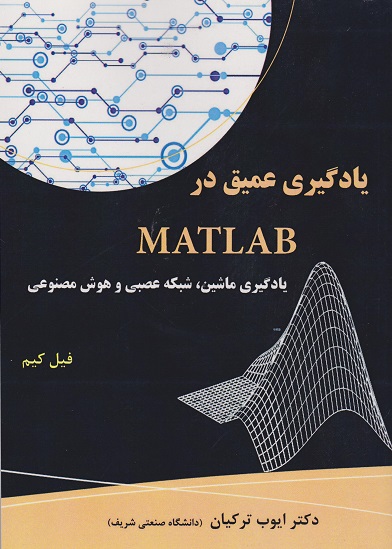 یادگیری عمیق در
MATLAB
یادگیری ماشین، شبکه عصبی و هوش مصنوعی
فیل کیم
دکتر ایوب ترکیان (دانشگاه صنعتی شریف)